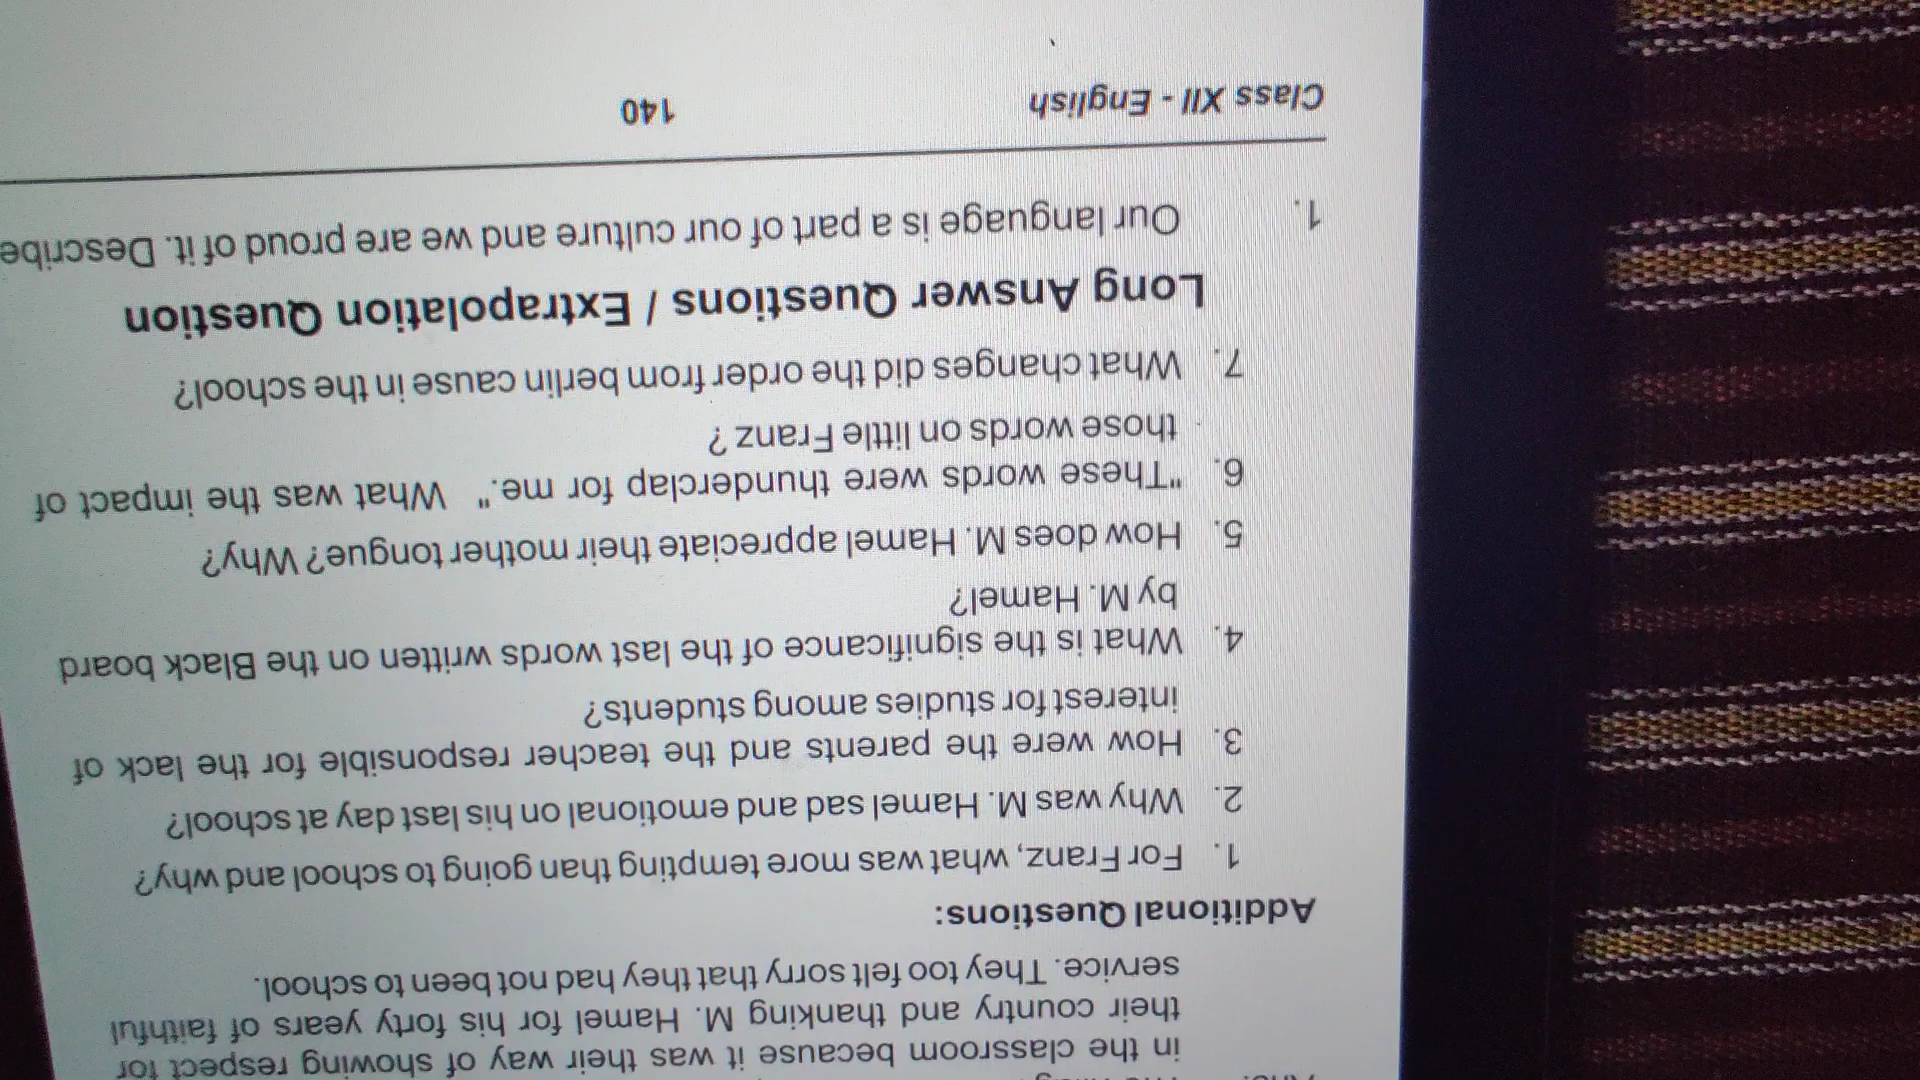 in the classroom because it was their way of showing respect for
their country and thanking M. Hamel for his forty years of faithful
service. They too felt sorry that they had not been to school.
Additional Questions:
1. For Franz, what was more tempting than going to school and why?
2. Why was M. Hamel sad and emotional on his last day at school?
3. How were the parents and the teacher responsible for the lack of
interest for studies among students?
4. What is the significance of the last words written on the Black board
by M. Hamel?
5. How does M. Hamel appreciate their mother tongue? Why?
6. "These words were thunderclap for me." What was the impact of
those words on little Franz ?
7. What changes did the order from berlin cause in the school?
Long Answer Questions / Extrapolation Question
1. Our language is a part of our culture and we are proud of it. Describe
Class XII - English 140